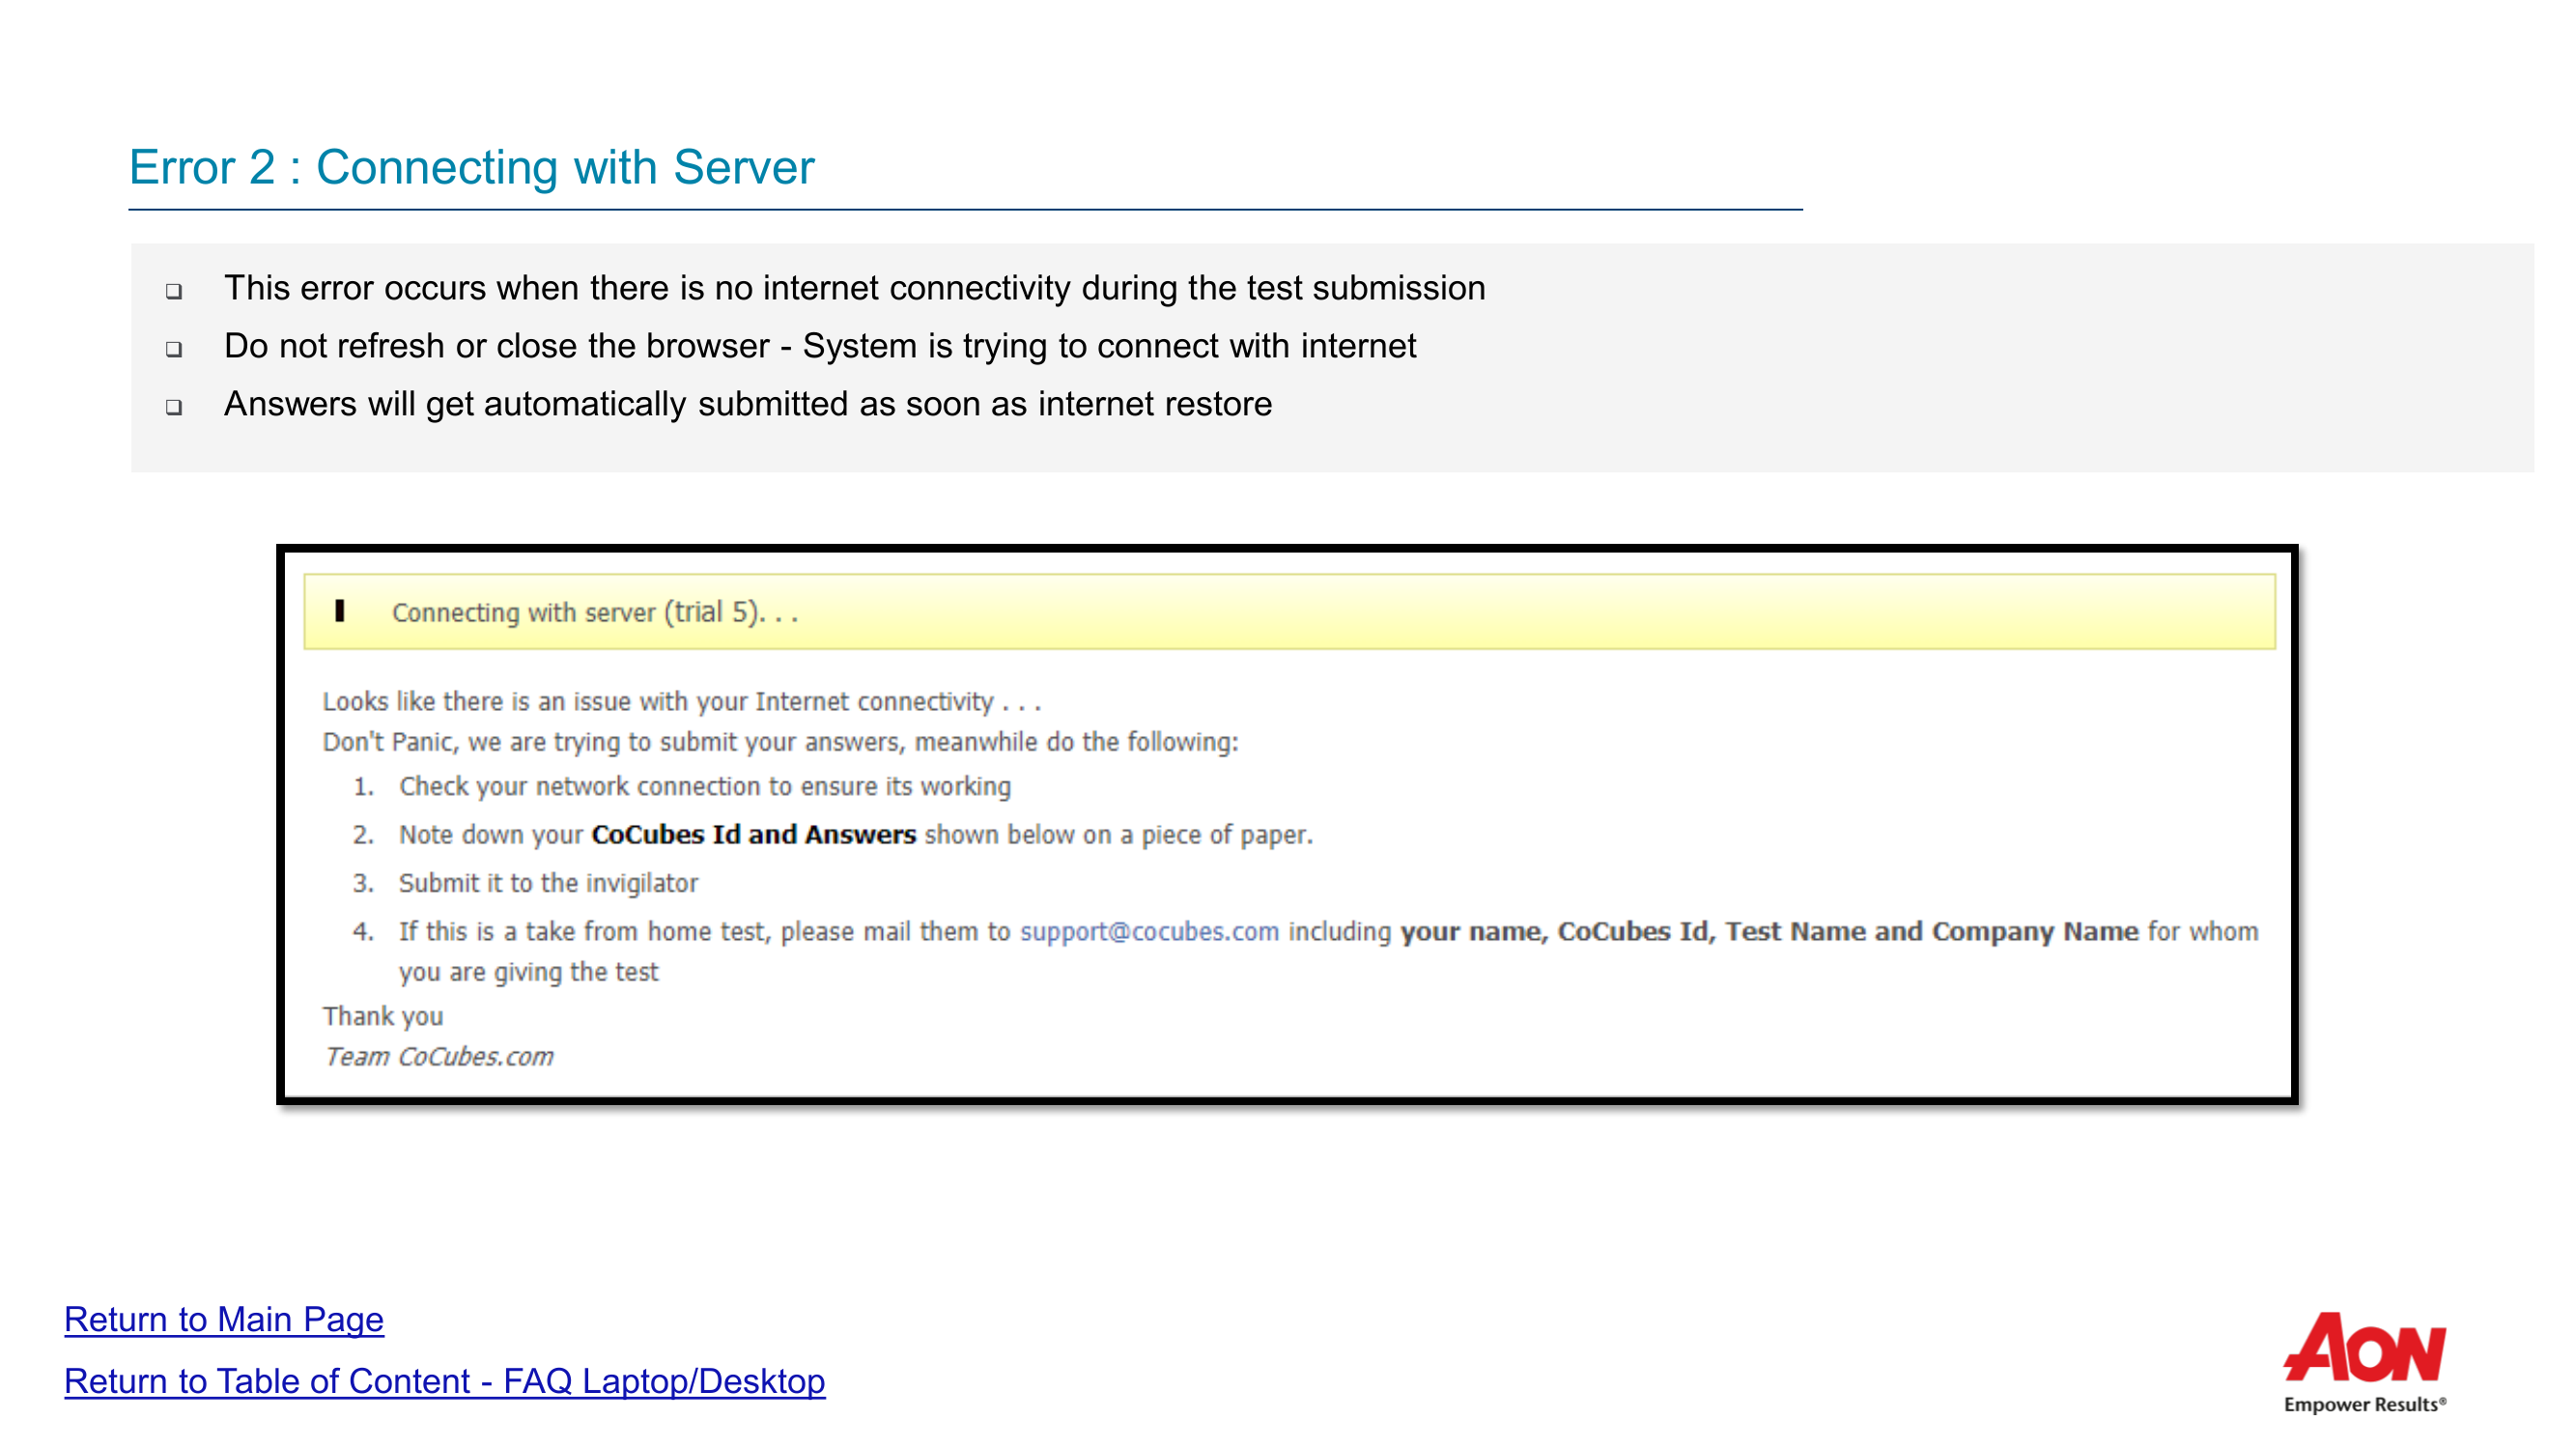 Error 2 : Connecting with Server
❑ This error occurs when there is no internet connectivity during the test submission
❑ Do not refresh or close the browser - System is trying to connect with internet
❑ Answers will get automatically submitted as soon as internet restore
Connecting with server (trial 5). . .
Looks like there is an issue with your Internet connectivity . . .
Don't Panic, we are trying to submit your answers, meanwhile do the following:
1. Check your network connection to ensure its working
2. Note down your CoCubes Id and Answers shown below on a piece of paper.
3. Submit it to the invigilator
4. If this is a take from home test, please mail them to support@cocubes.com including your name, CoCubes Id, Test Name and Company Name for whom
you are giving the test
Thank you
Team CoCubes.com
Return to Main Page
Return to Table of Content - FAQ Laptop/Desktop
AON
Empower Results®